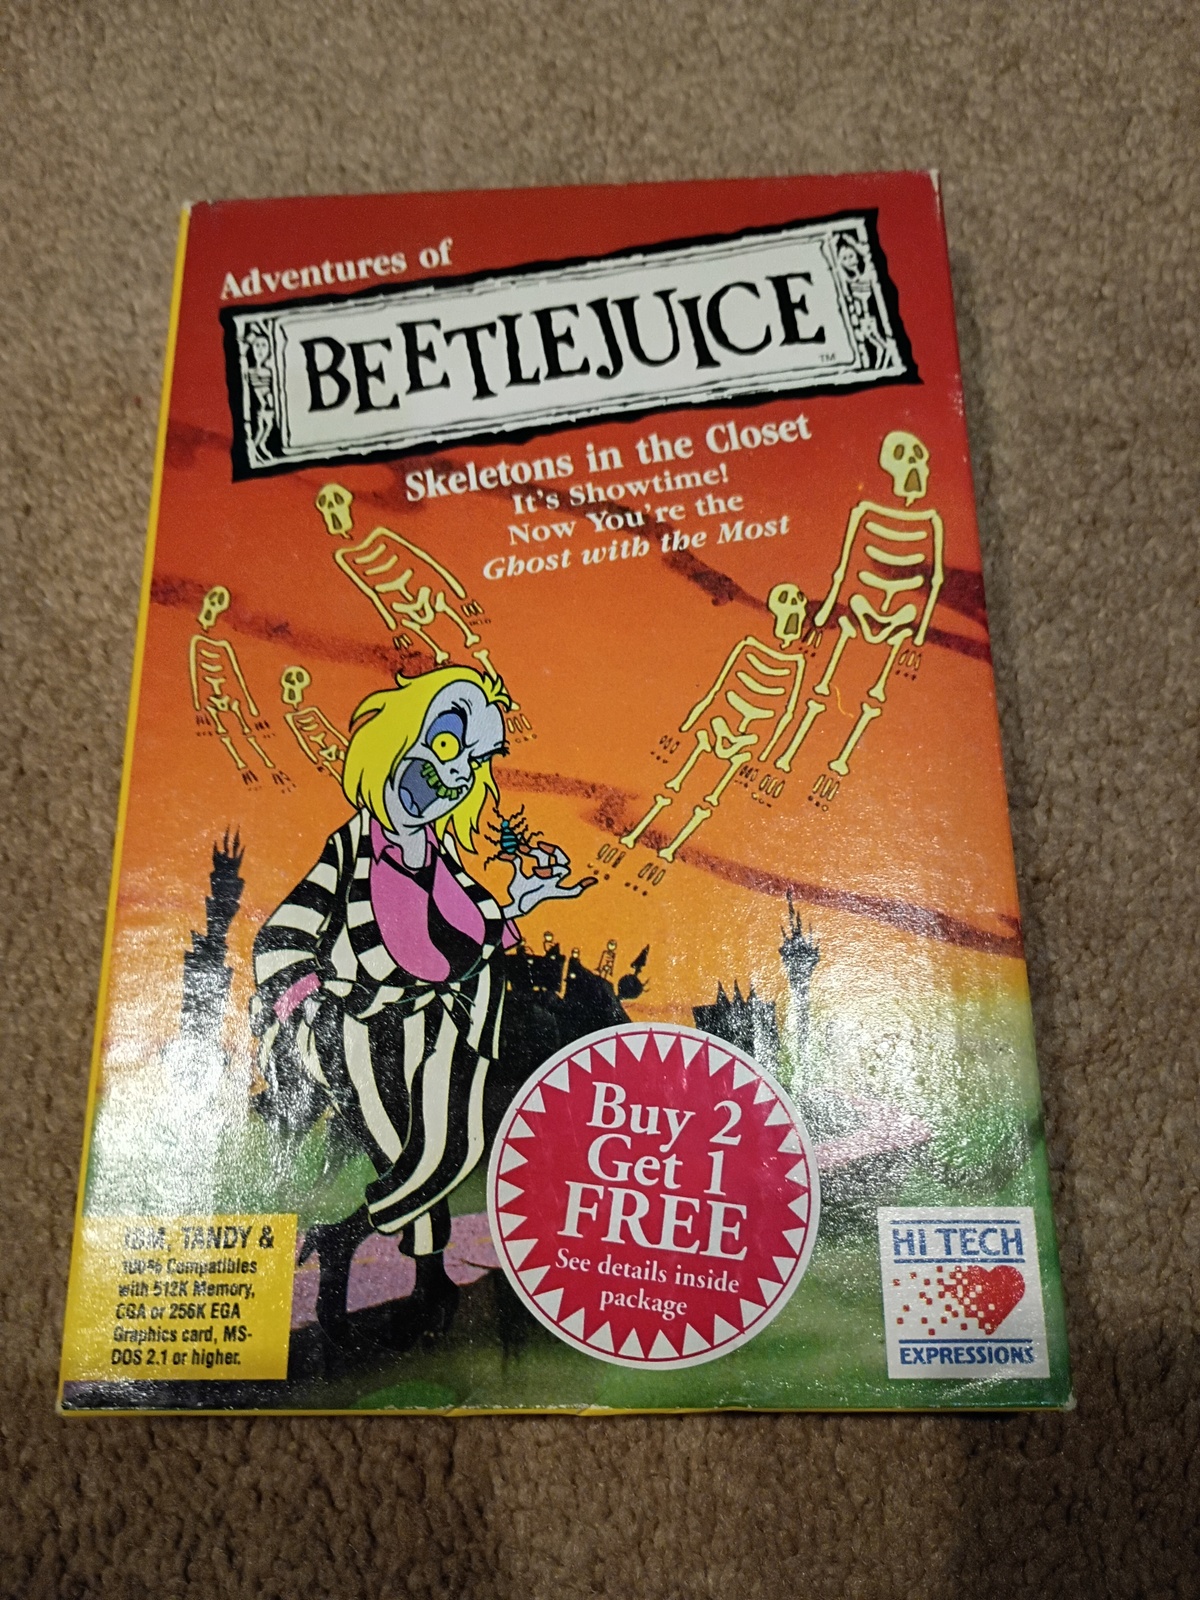 Adventures of
BEETLEJUICE ™
Skeletons in the Closet
It's Showtime!
Now You're the
Ghost with the Most
Buy 2
Get 1
FREE
See details inside
package
IBM, TANDY &
100% Compatibles
with 512K Memory,
CGA or 256K EGA
Graphics card, MS-
DOS 2.1 or higher.
HI TECH
EXPRESSIONS